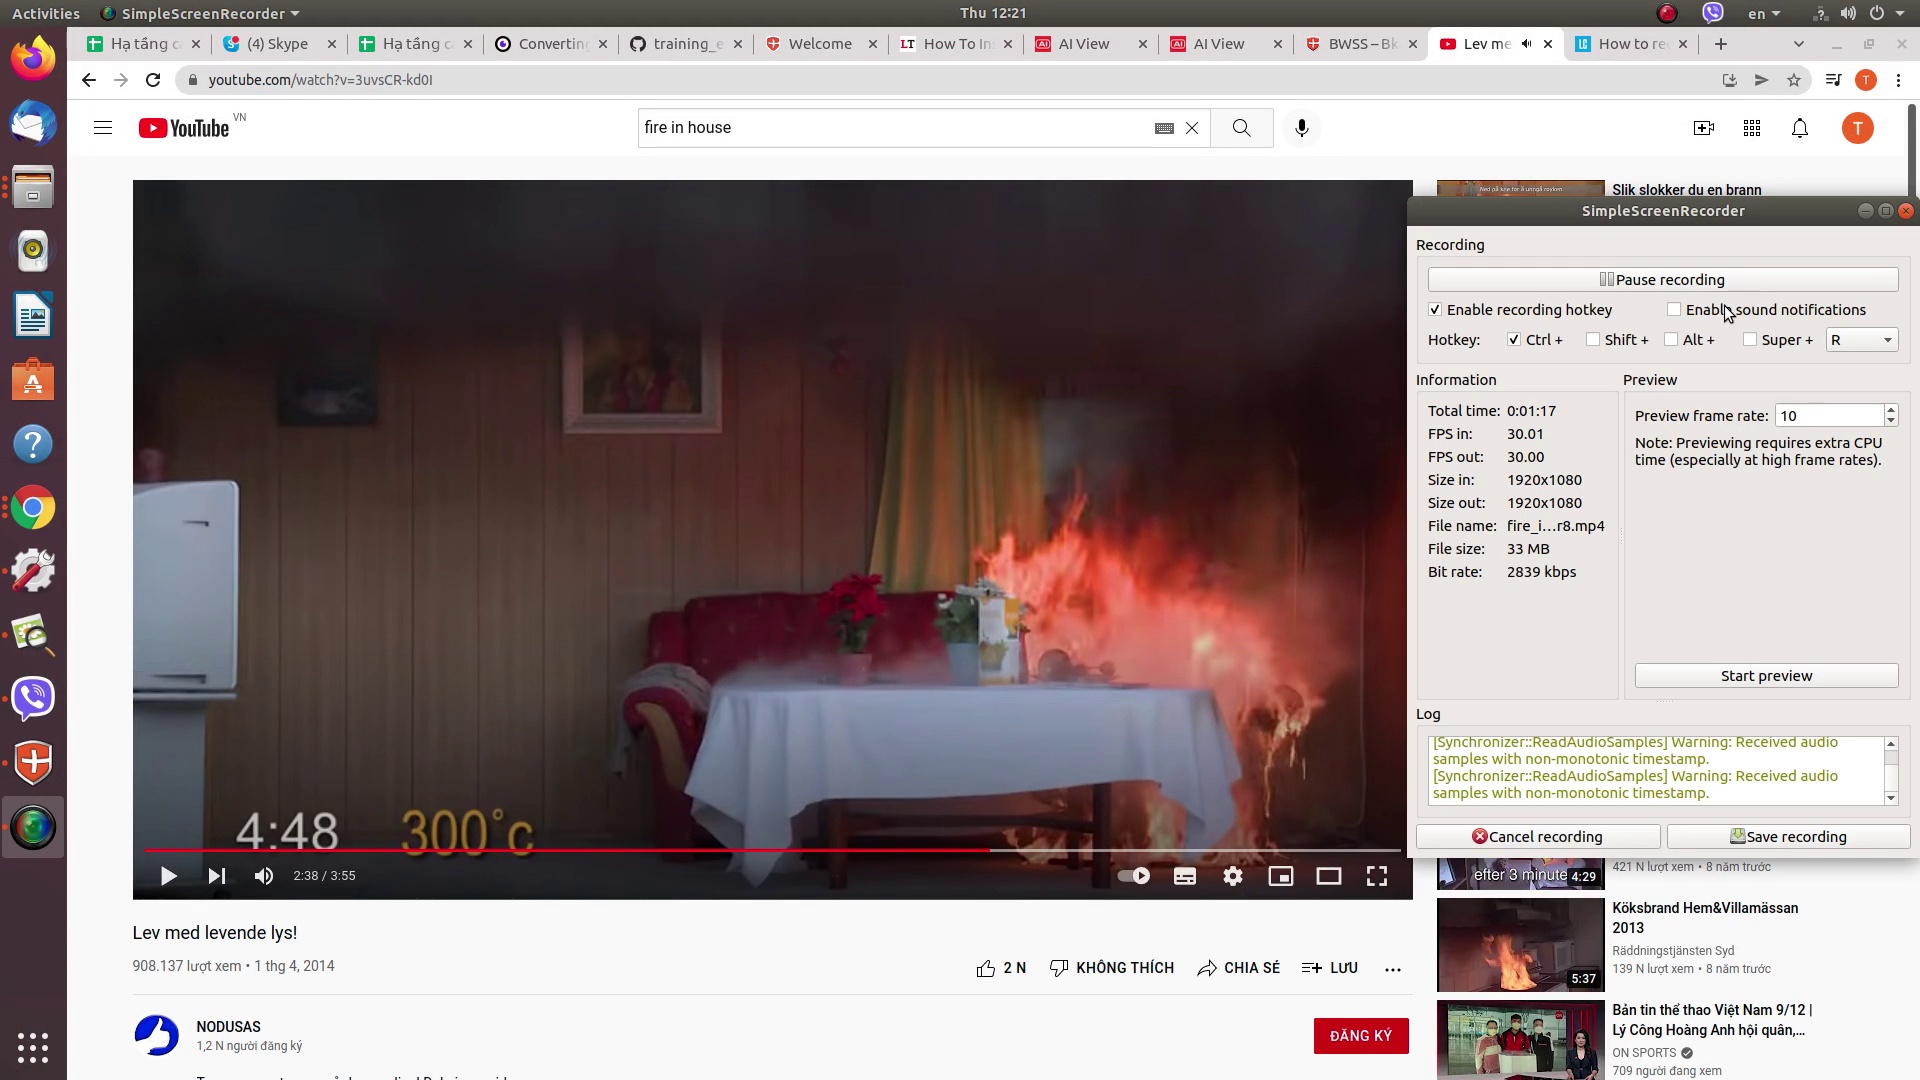 Activities
SimpleScreenRecorder
Thu 12:21
en
Hạ tầng c
(4) Skype
Hạ tầng c
Converting
training_e
Welcome
How To In
AI View
AI View
BWSS – Bk
Lev me
How to re
youtube.com/watch?v=3uvsCR-kd0I
YouTube VN
fire in house
T
Slik slokker du en brann
4:48 300°c
2:38 / 3:55
Lev med levende lys!
908.137 lượt xem • 1 thg 4, 2014
2 N
KHÔNG THÍCH
CHIA SẺ
LƯU
NODUSAS
1,2 N người đăng ký
ĐĂNG KÝ
SimpleScreenRecorder
Recording
Pause recording
Enable recording hotkey
Enable sound notifications
Hotkey: Ctrl + Shift + Alt + Super + R
Information
Total time: 0:01:17
FPS in: 30.01
FPS out: 30.00
Size in: 1920x1080
Size out: 1920x1080
File name: fire_i…r8.mp4
File size: 33 MB
Bit rate: 2839 kbps
Preview
Preview frame rate: 10
Note: Previewing requires extra CPU
time (especially at high frame rates).
Start preview
Log
[Synchronizer::ReadAudioSamples] Warning: Received audio
samples with non-monotonic timestamp.
[Synchronizer::ReadAudioSamples] Warning: Received audio
samples with non-monotonic timestamp.
Cancel recording
Save recording
efter 3 minute 4:29
421 N lượt xem • 8 năm trước
Köksbrand Hem&Villamässan
2013
Räddningstjänsten Syd
139 N lượt xem • 8 năm trước
5:37
Bản tin thể thao Việt Nam 9/12 |
Lý Công Hoàng Anh hội quân,...
ON SPORTS
709 người đang xem